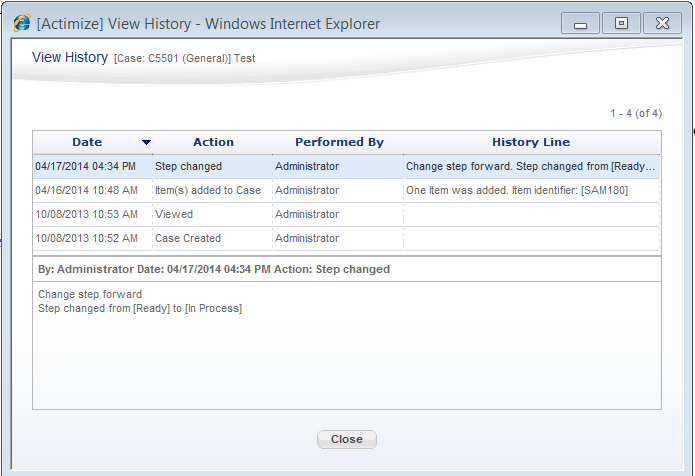 [Actimize] View History - Windows Internet Explorer
View History [Case: C5501 (General)] Test
1 - 4 (of 4)
Date Action Performed By History Line
04/17/2014 04:34 PM Step changed Administrator Change step forward. Step changed from [Ready...
04/16/2014 10:48 AM Item(s) added to Case Administrator One Item was added. Item identifier: [SAM180]
10/08/2013 10:53 AM Viewed Administrator
10/08/2013 10:52 AM Case Created Administrator
By: Administrator Date: 04/17/2014 04:34 PM Action: Step changed
Change step forward
Step changed from [Ready] to [In Process]
Close